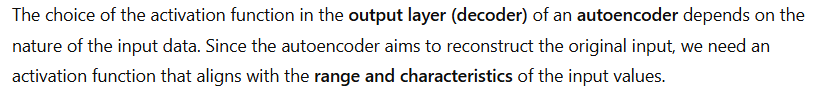 The choice of the activation function in the output layer (decoder) of an autoencoder depends on the
nature of the input data. Since the autoencoder aims to reconstruct the original input, we need an
activation function that aligns with the range and characteristics of the input values.